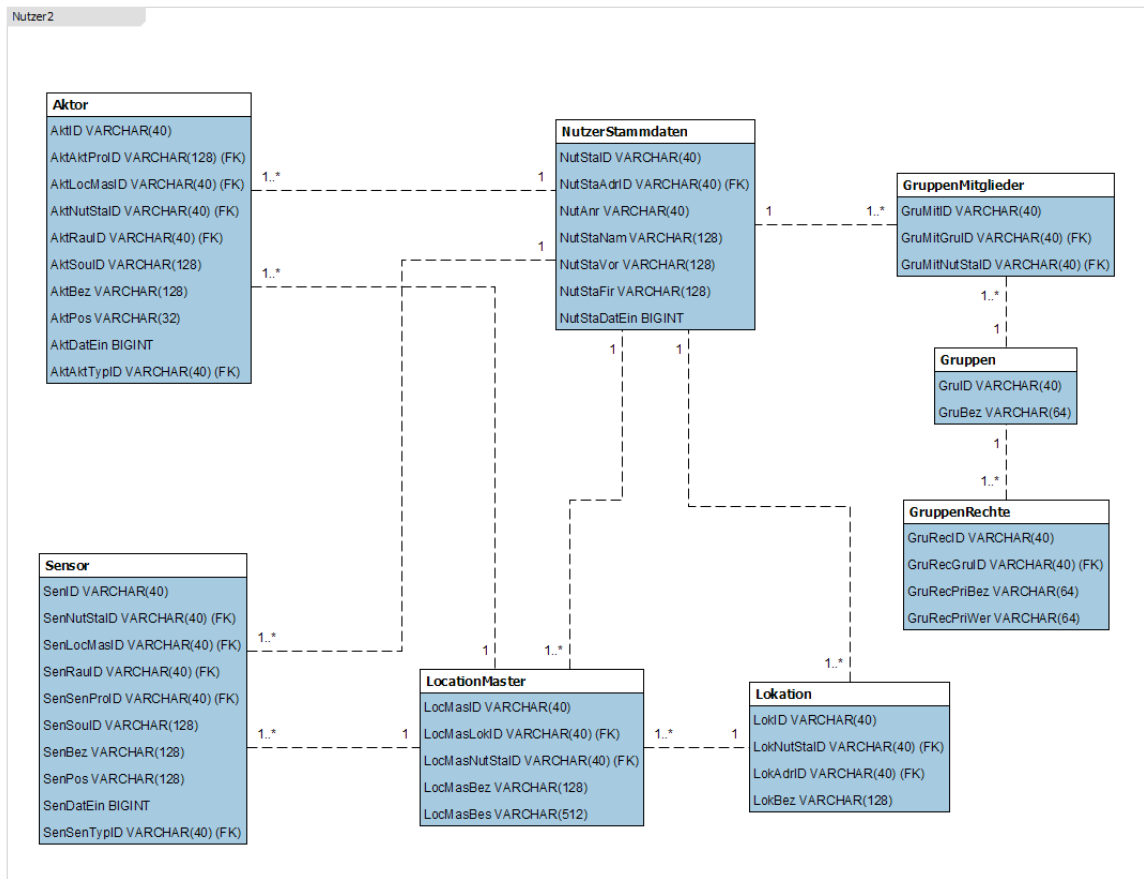 Nutzer2
Aktor
AktID VARCHAR(40)
AktAktProID VARCHAR(128) (FK)
AktLocMasID VARCHAR(40) (FK)
AktNutStaID VARCHAR(40) (FK)
AktRauID VARCHAR(40) (FK)
AktSouID VARCHAR(128)
AktBez VARCHAR(128)
AktPos VARCHAR(32)
AktDatEin BIGINT
AktAktTypID VARCHAR(40) (FK)
1..*
1
1..*
1
NutzerStammdaten
NutStaID VARCHAR(40)
NutStaAdrID VARCHAR(40) (FK)
NutAnr VARCHAR(40)
NutStaNam VARCHAR(128)
NutStaVor VARCHAR(128)
NutStaFir VARCHAR(128)
NutStaDatEin BIGINT
1
1..*
1
1
GruppenMitglieder
GruMitID VARCHAR(40)
GruMitGruID VARCHAR(40) (FK)
GruMitNutStaID VARCHAR(40) (FK)
1..*
1
Gruppen
GruID VARCHAR(40)
GruBez VARCHAR(64)
1
1..*
GruppenRechte
GruRecID VARCHAR(40)
GruRecGruID VARCHAR(40) (FK)
GruRecPriBez VARCHAR(64)
GruRecPriWer VARCHAR(64)
Sensor
SenID VARCHAR(40)
SenNutStaID VARCHAR(40) (FK)
SenLocMasID VARCHAR(40) (FK)
SenRauID VARCHAR(40) (FK)
SenSenProID VARCHAR(40) (FK)
SenSouID VARCHAR(128)
SenBez VARCHAR(128)
SenPos VARCHAR(128)
SenDatEin BIGINT
SenSenTypID VARCHAR(40) (FK)
1..*
1..*
1
1
1..*
LocationMaster
LocMasID VARCHAR(40)
LocMasLokID VARCHAR(40) (FK)
LocMasNutStaID VARCHAR(40) (FK)
LocMasBez VARCHAR(128)
LocMasBes VARCHAR(512)
1..*
1
1..*
Lokation
LokID VARCHAR(40)
LokNutStaID VARCHAR(40) (FK)
LokAdrID VARCHAR(40) (FK)
LokBez VARCHAR(128)